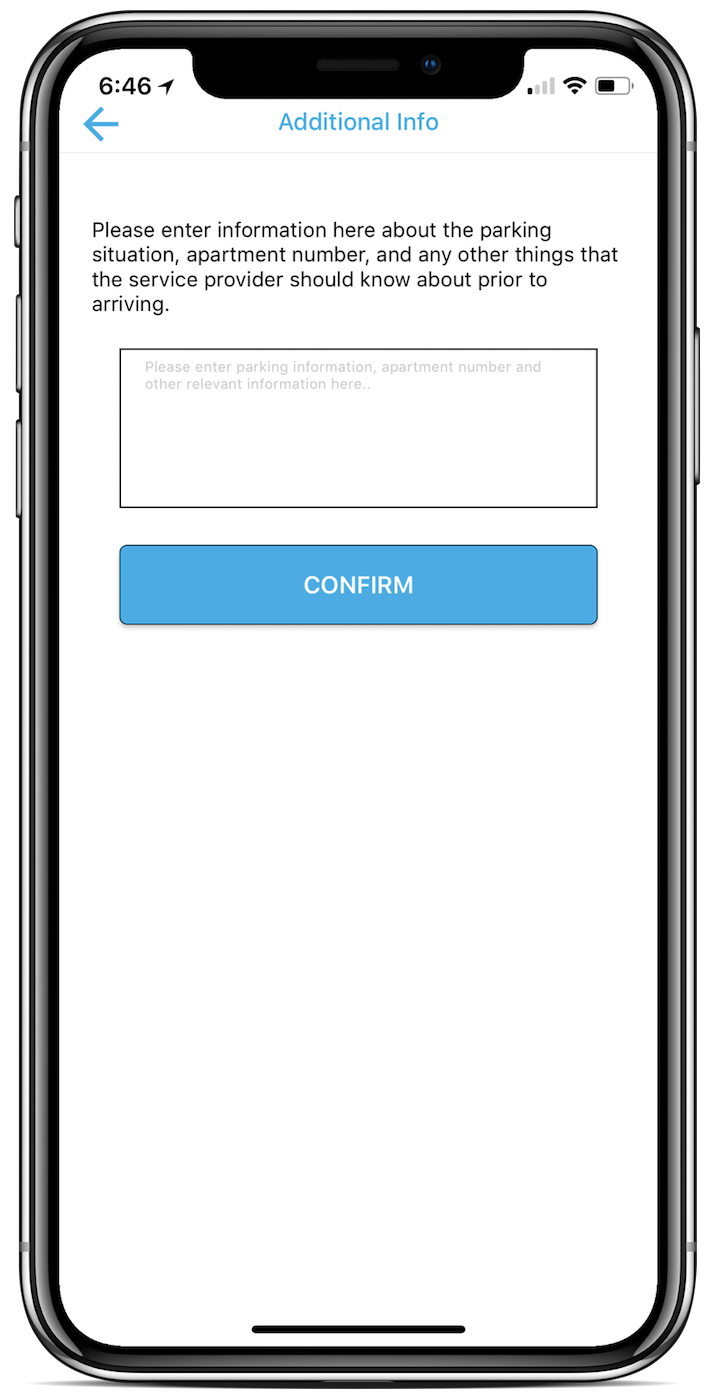 6:46
Additional Info
Please enter information here about the parking
situation, apartment number, and any other things that
the service provider should know about prior to
arriving.
Please enter parking information, apartment number and
other relevant information here..
CONFIRM